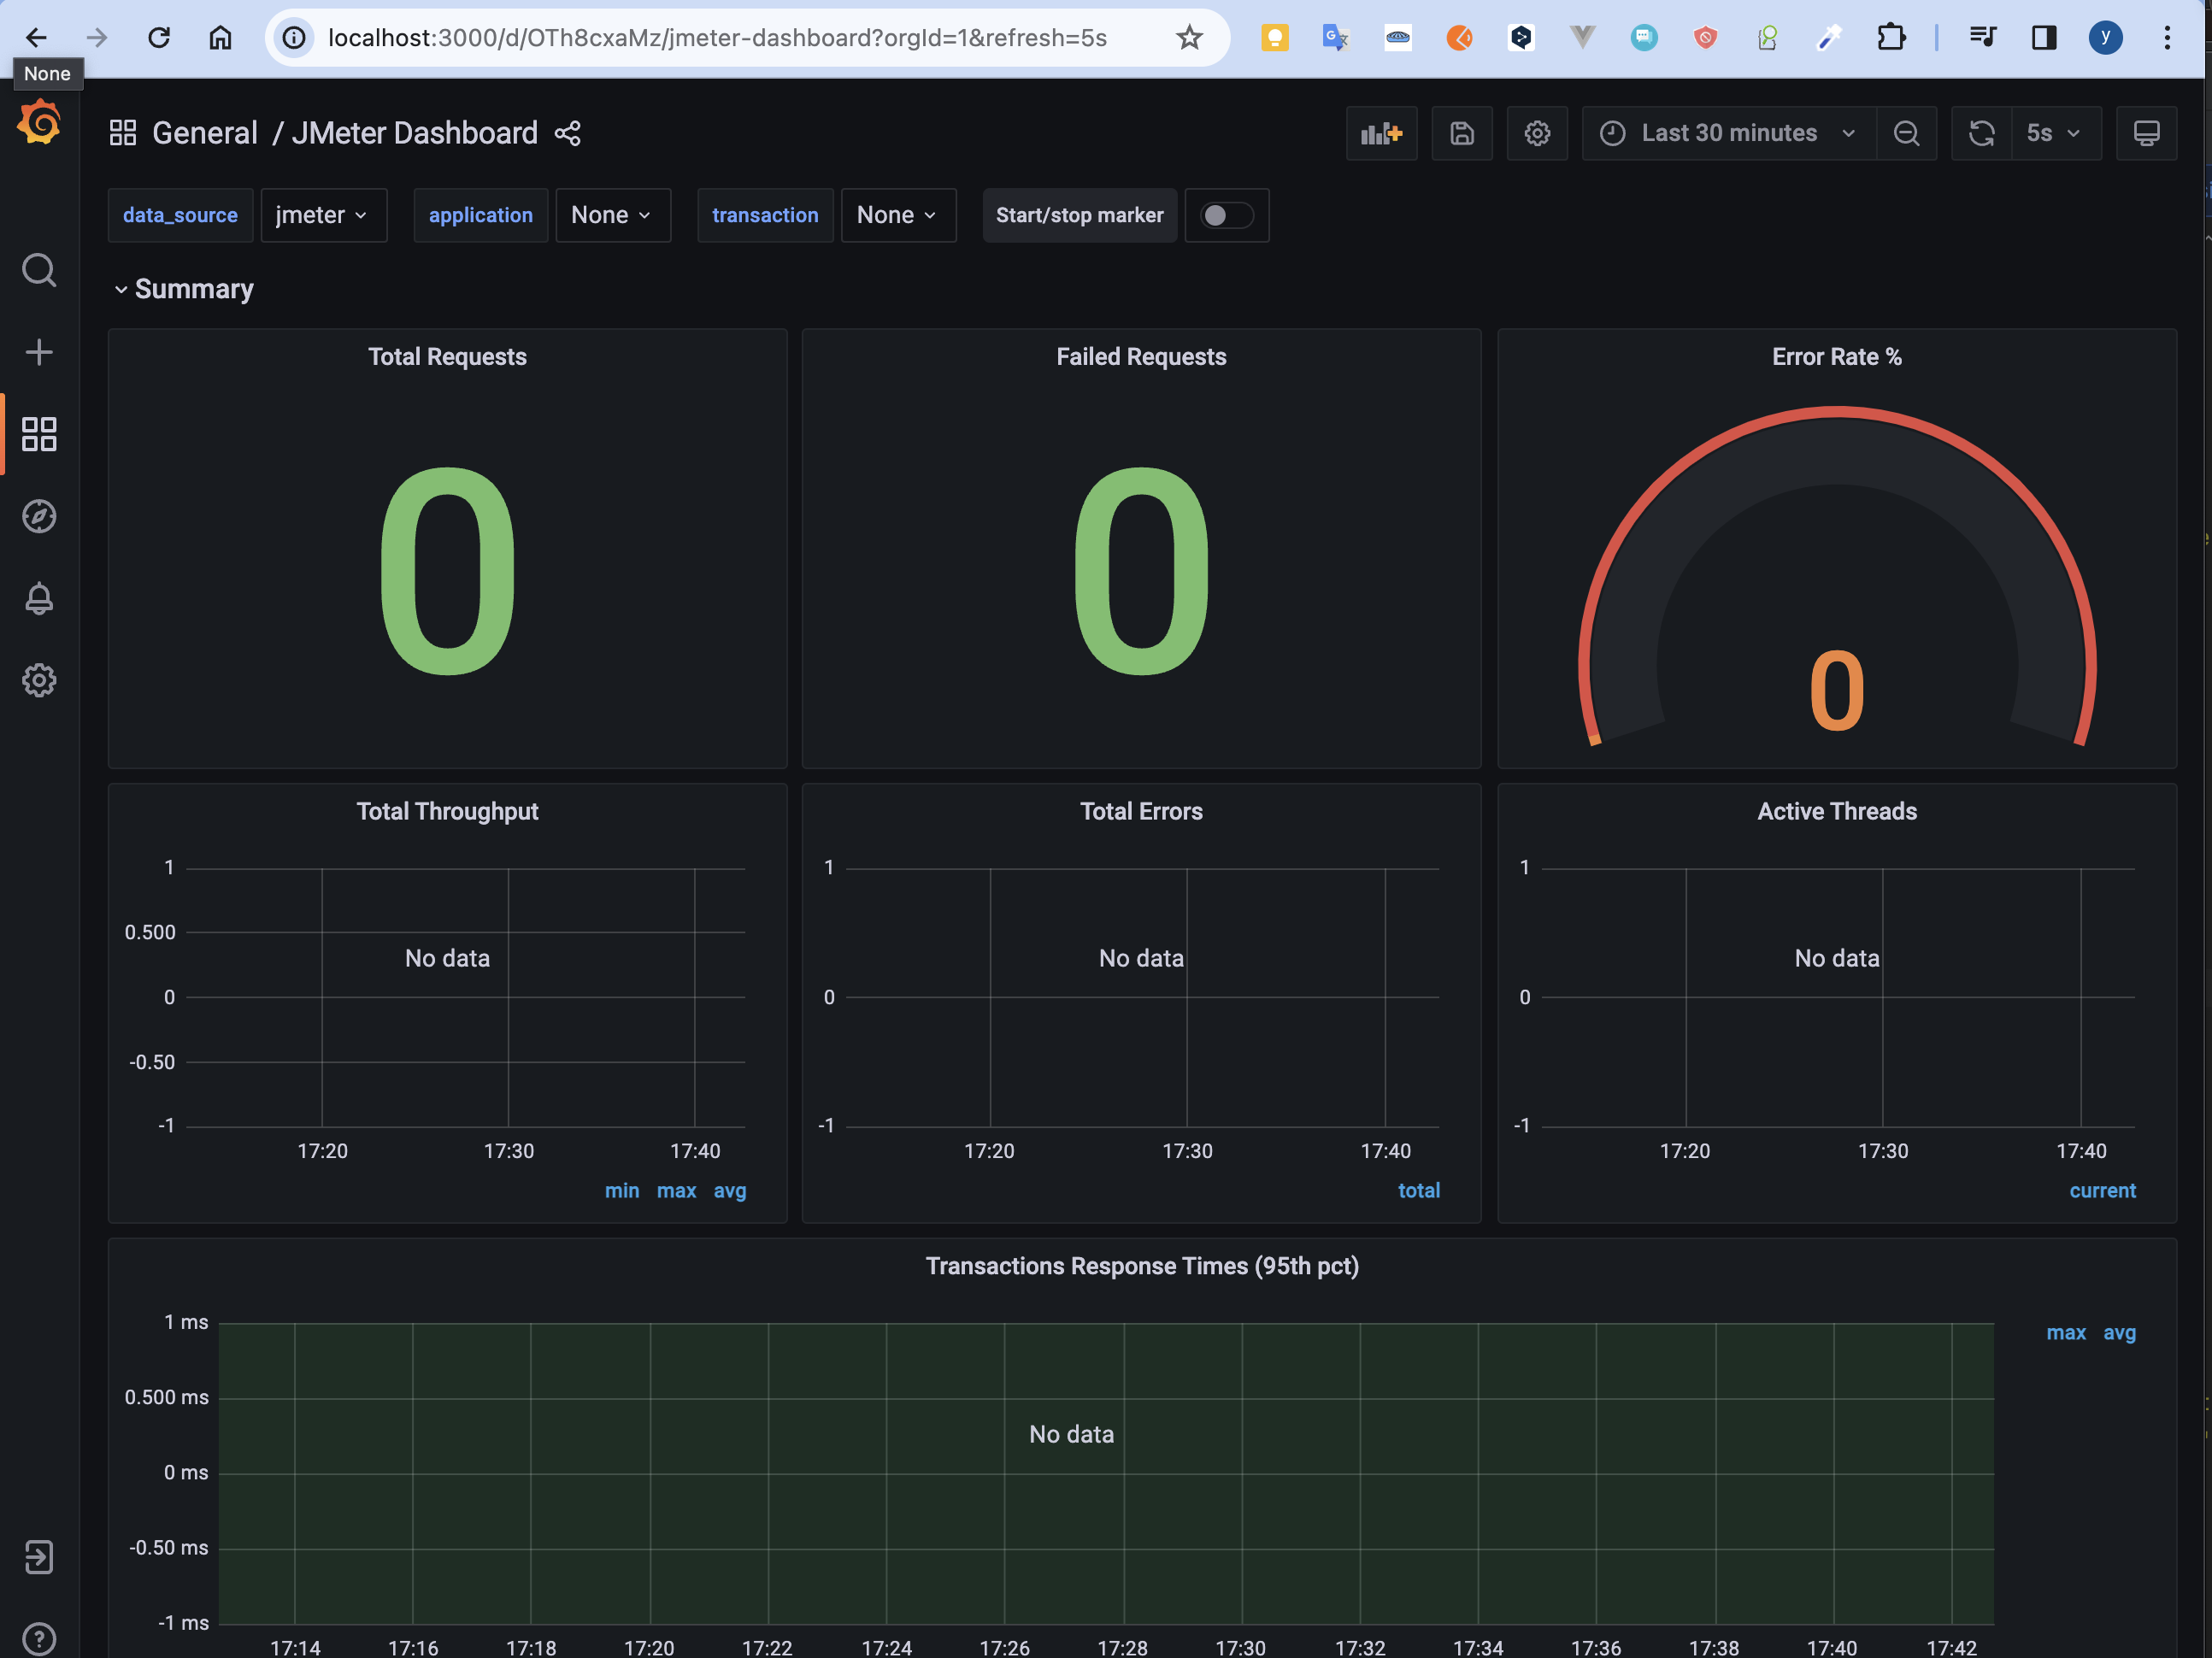 localhost:3000/d/OTh8cxaMz/jmeter-dashboard?orgId=1&refresh=5s
y
None
General / JMeter Dashboard
Last 30 minutes
5s
data_source jmeter application None transaction None Start/stop marker
Summary
Total Requests
0
Failed Requests
0
Error Rate %
0
Total Throughput
1
0.500
0
-0.50
-1
No data
17:20 17:30 17:40
min max avg
Total Errors
1
0
-1
No data
17:20 17:30 17:40
total
Active Threads
1
0
-1
No data
17:20 17:30 17:40
current
Transactions Response Times (95th pct)
1 ms
0.500 ms
0 ms
-0.50 ms
-1 ms
No data
17:14 17:16 17:18 17:20 17:22 17:24 17:26 17:28 17:30 17:32 17:34 17:36 17:38 17:40 17:42
max avg